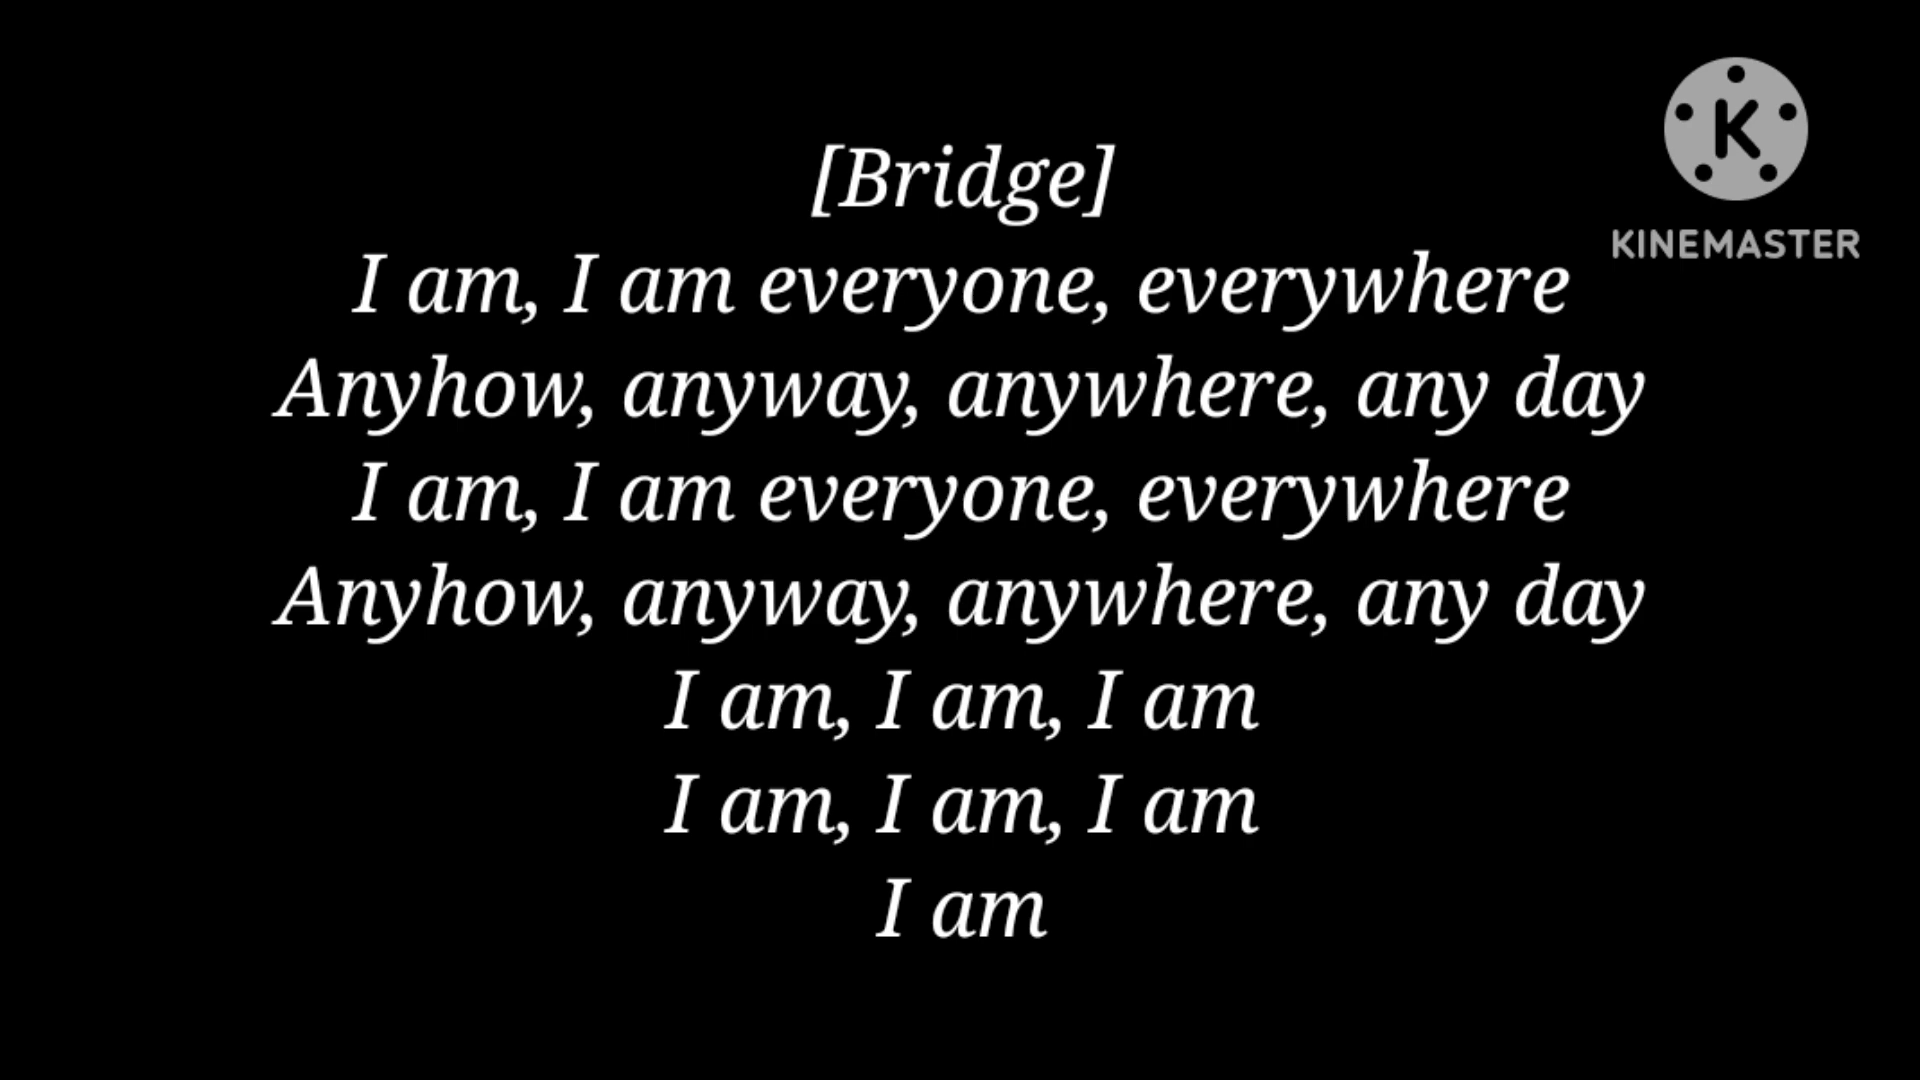 [Bridge]
I am, I am everyone, everywhere
Anyhow, anyway, anywhere, any day
I am, I am everyone, everywhere
Anyhow, anyway, anywhere, any day
I am, I am, I am
I am, I am, I am
I am
K
KINEMASTER